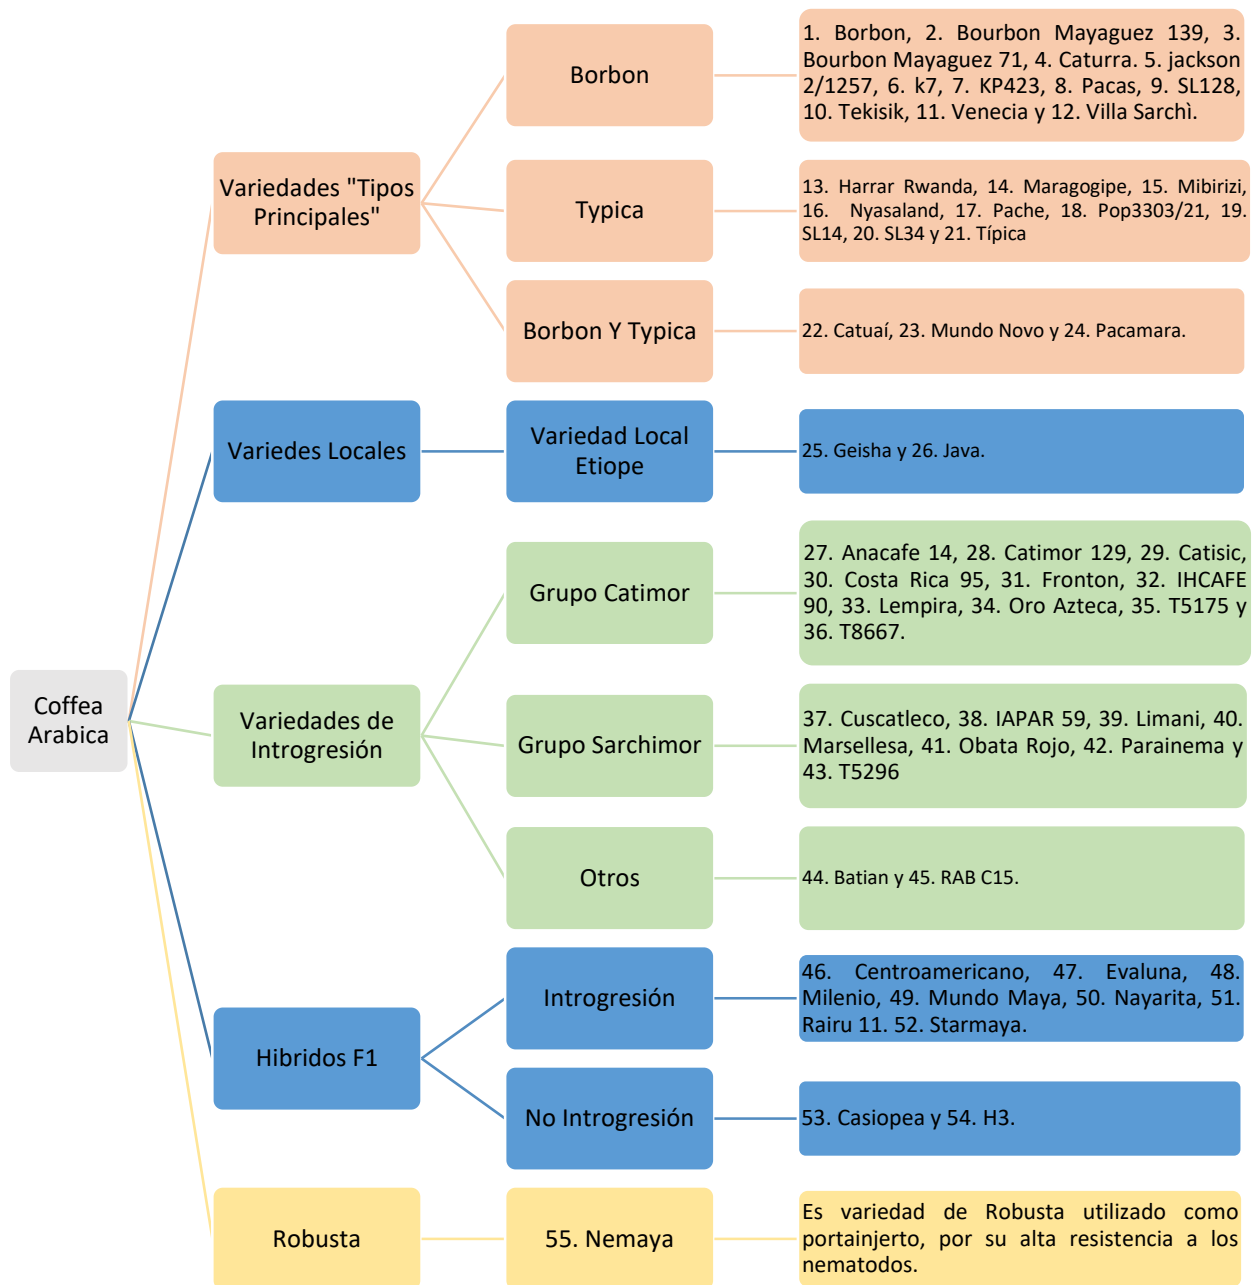 Coffea
Arabica
Variedades "Tipos
Principales"
Borbon
1. Borbon, 2. Bourbon Mayaguez 139, 3.
Bourbon Mayaguez 71, 4. Caturra. 5. jackson
2/1257, 6. k7, 7. KP423, 8. Pacas, 9. SL128,
10. Tekisik, 11. Venecia y 12. Villa Sarchì.
Typica
13. Harrar Rwanda, 14. Maragogipe, 15. Mibirizi,
16. Nyasaland, 17. Pache, 18. Pop3303/21, 19.
SL14, 20. SL34 y 21. Típica
Borbon Y Typica
22. Catuaí, 23. Mundo Novo y 24. Pacamara.
Variedes Locales
Variedad Local
Etiope
25. Geisha y 26. Java.
Variedades de
Introgresión
Grupo Catimor
27. Anacafe 14, 28. Catimor 129, 29. Catisic,
30. Costa Rica 95, 31. Fronton, 32. IHCAFE
90, 33. Lempira, 34. Oro Azteca, 35. T5175 y
36. T8667.
Grupo Sarchimor
37. Cuscatleco, 38. IAPAR 59, 39. Limani, 40.
Marsellesa, 41. Obata Rojo, 42. Parainema y
43. T5296
Otros
44. Batian y 45. RAB C15.
Hibridos F1
Introgresión
46. Centroamericano, 47. Evaluna, 48.
Milenio, 49. Mundo Maya, 50. Nayarita, 51.
Rairu 11. 52. Starmaya.
No Introgresión
53. Casiopea y 54. H3.
Robusta
55. Nemaya
Es variedad de Robusta utilizado como
portainjerto, por su alta resistencia a los
nematodos.